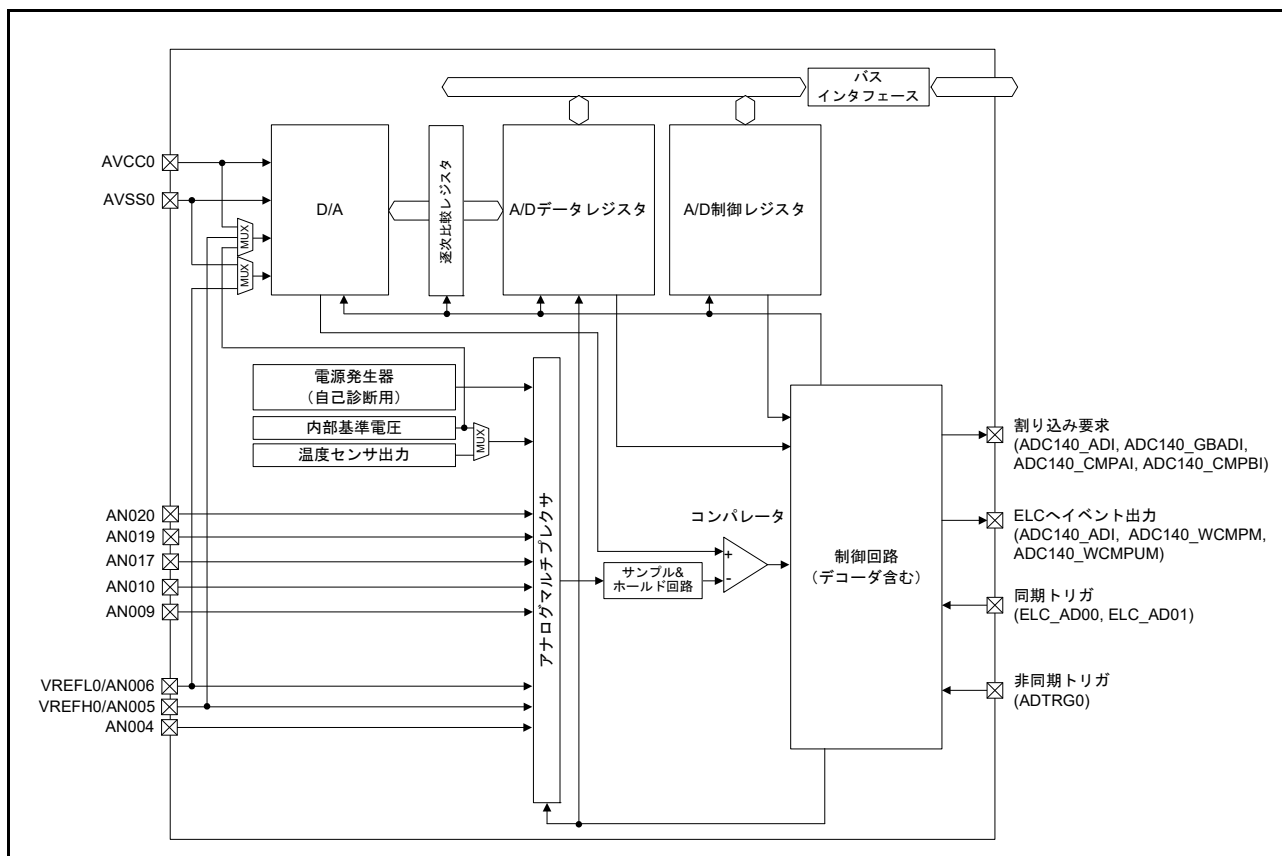 バス
インタフェース
AVCC0
AVSS0
MUX
MUX
D/A
逐次比較レジスタ
A/Dデータレジスタ
A/D制御レジスタ
電源発生器
（自己診断用）
内部基準電圧
温度センサ出力
MUX
アナログマルチプレクサ
AN020
AN019
AN017
AN010
AN009
VREFL0/AN006
VREFH0/AN005
AN004
サンプル&
ホールド回路
コンパレータ
+
-
制御回路
（デコーダ含む）
割り込み要求
(ADC140_ADI, ADC140_GBADI,
ADC140_CMPAI, ADC140_CMPBI)
ELCへイベント出力
(ADC140_ADI, ADC140_WCMPM,
ADC140_WCMPUM)
同期トリガ
(ELC_AD00, ELC_AD01)
非同期トリガ
(ADTRG0)